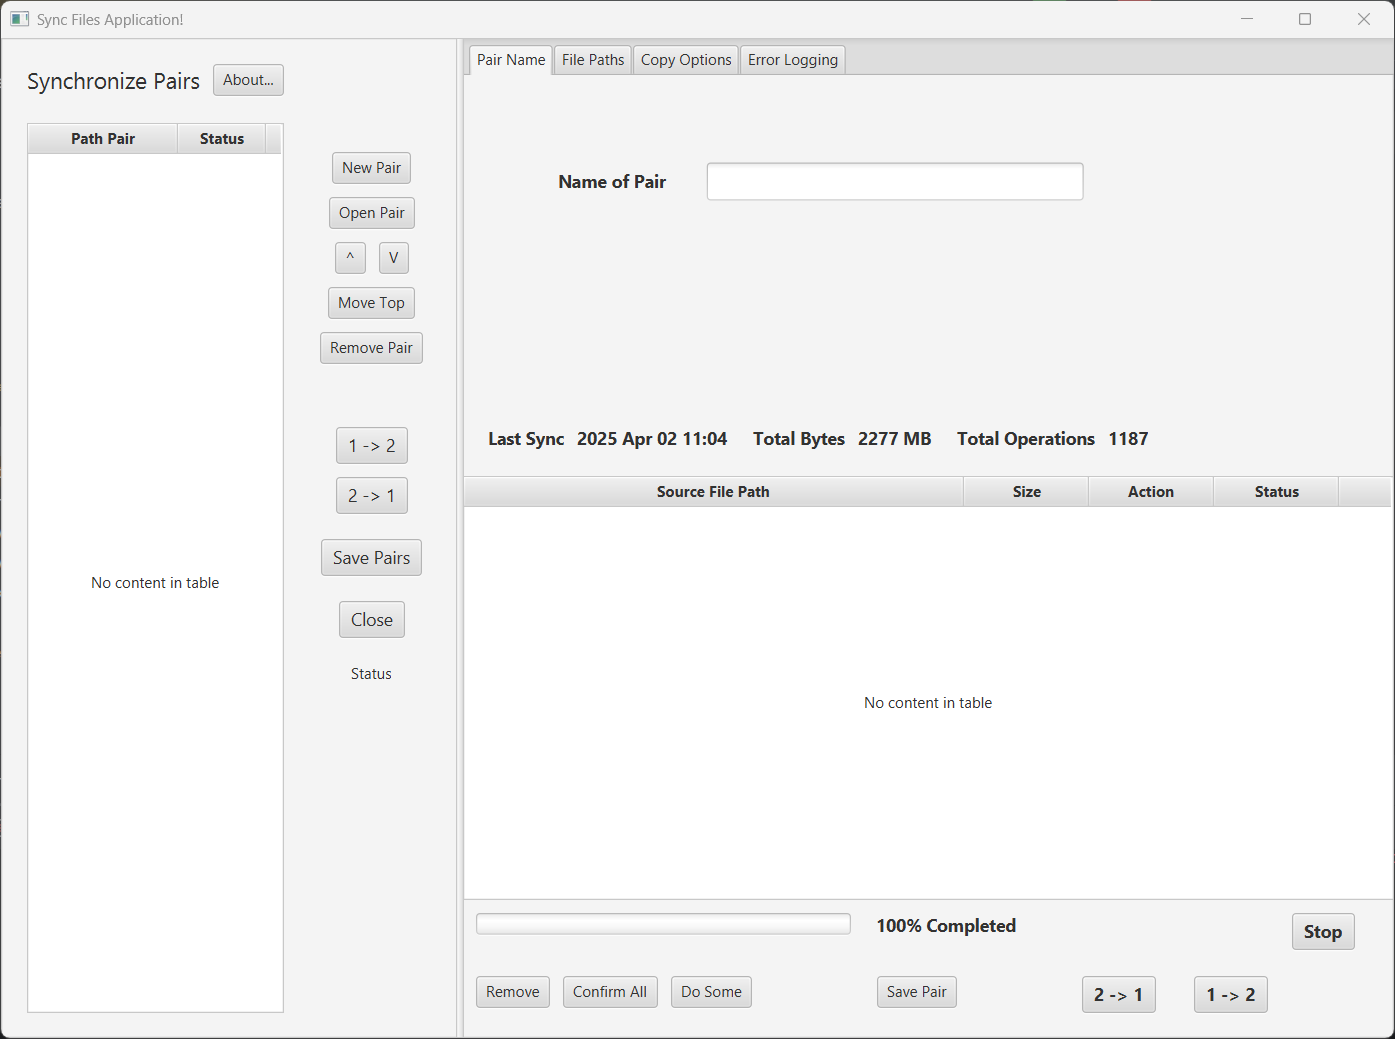 Sync Files Application!
Synchronize Pairs About...
Path Pair Status
No content in table
New Pair
Open Pair
^ V
Move Top
Remove Pair
1 -> 2
2 -> 1
Save Pairs
Close
Status
Pair Name File Paths Copy Options Error Logging
Name of Pair
Last Sync 2025 Apr 02 11:04 Total Bytes 2277 MB Total Operations 1187
Source File Path Size Action Status
No content in table
100% Completed Stop
Remove Confirm All Do Some Save Pair 2 -> 1 1 -> 2